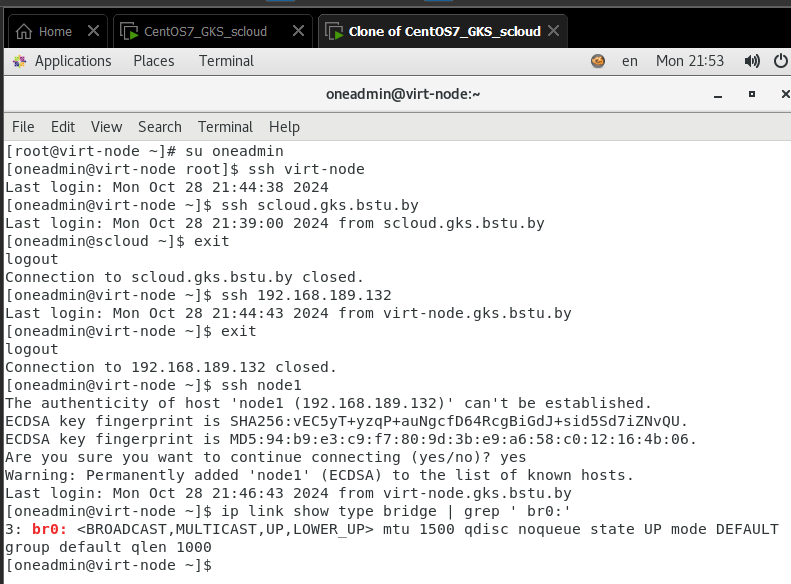 Home
CentOS7_GKS_scloud
Clone of CentOS7_GKS_scloud
Applications Places Terminal en Mon 21:53
oneadmin@virt-node:~
File Edit View Search Terminal Help
[root@virt-node ~]# su oneadmin
[oneadmin@virt-node root]$ ssh virt-node
Last login: Mon Oct 28 21:44:38 2024
[oneadmin@virt-node ~]$ ssh scloud.gks.bstu.by
Last login: Mon Oct 28 21:39:00 2024 from scloud.gks.bstu.by
[oneadmin@scloud ~]$ exit
logout
Connection to scloud.gks.bstu.by closed.
[oneadmin@virt-node ~]$ ssh 192.168.189.132
Last login: Mon Oct 28 21:44:43 2024 from virt-node.gks.bstu.by
[oneadmin@virt-node ~]$ exit
logout
Connection to 192.168.189.132 closed.
[oneadmin@virt-node ~]$ ssh node1
The authenticity of host 'node1 (192.168.189.132)' can't be established.
ECDSA key fingerprint is SHA256:vEC5yT+yzqP+auNgcfD64RcgBiGdJ+sid5Sd7iZNvQU.
ECDSA key fingerprint is MD5:94:b9:e3:c9:f7:80:9d:3b:e9:a6:58:c0:12:16:4b:06.
Are you sure you want to continue connecting (yes/no)? yes
Warning: Permanently added 'node1' (ECDSA) to the list of known hosts.
Last login: Mon Oct 28 21:46:43 2024 from virt-node.gks.bstu.by
[oneadmin@virt-node ~]$ ip link show type bridge | grep ' br0:'
3: br0: <BROADCAST,MULTICAST,UP,LOWER_UP> mtu 1500 qdisc noqueue state UP mode DEFAULT
group default qlen 1000
[oneadmin@virt-node ~]$